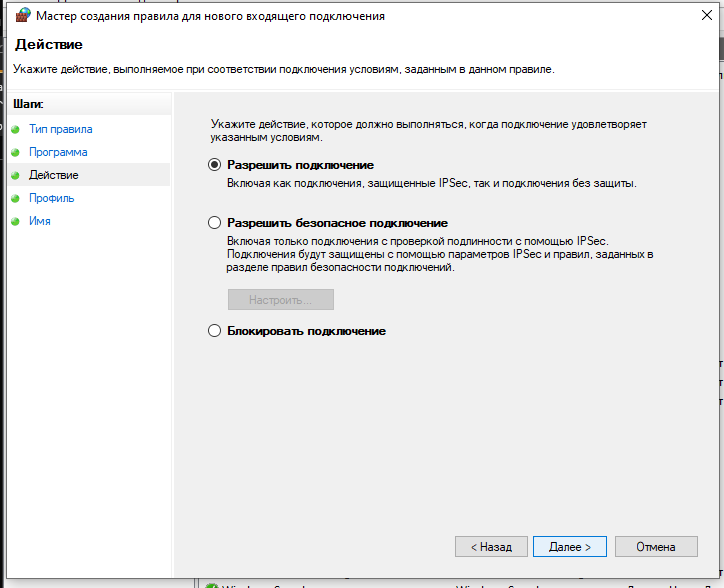 Мастер создания правила для нового входящего подключения
Действие
Укажите действие, выполняемое при соответствии подключения условиям, заданным в данном правиле.
Шаги:
Тип правила
Программа
Действие
Профиль
Имя
Укажите действие, которое должно выполняться, когда подключение удовлетворяет
указанным условиям.
Разрешить подключение
Включая как подключения, защищенные IPSec, так и подключения без защиты.
Разрешить безопасное подключение
Включая только подключения с проверкой подлинности с помощью IPSec.
Подключения будут защищены с помощью параметров IPSec и правил, заданных в
разделе правил безопасности подключений.
Настроить...
Блокировать подключение
< Назад
Далее >
Отмена